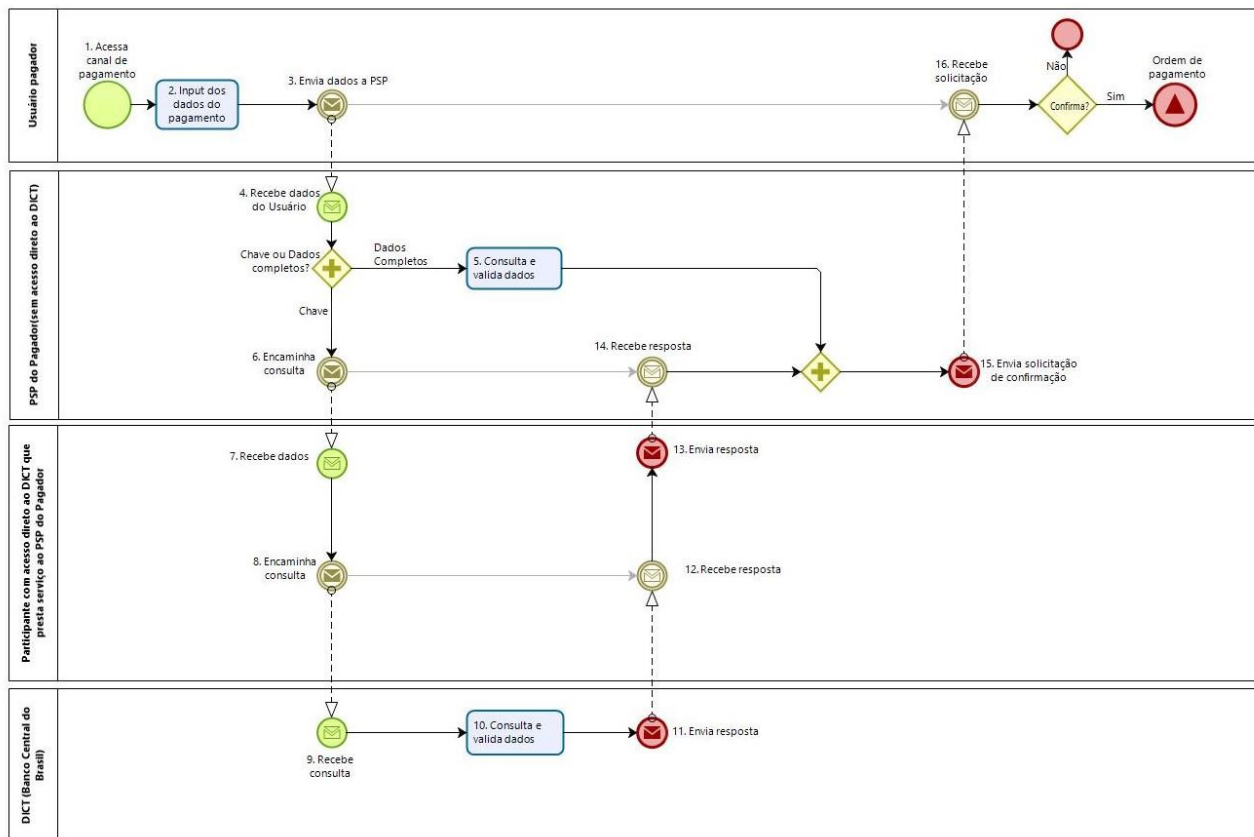 Usuário pagador
1. Acessa
canal de
pagamento
2. Input dos
dados do
pagamento
3. Envia dados a PSP
16. Recebe
solicitação
Não
Confirma?
Sim
Ordem de
pagamento
PSP do Pagador(sem acesso direto ao DICT)
4. Recebe dados
do Usuário
Chave ou Dados
completos?
Dados
Completos
5. Consulta e
valida dados
Chave
6. Encaminha
consulta
14. Recebe resposta
15. Envia solicitação
de confirmação
Participante com acesso direto ao DICT que
presta serviço ao PSP do Pagador
7. Recebe dados
13. Envia resposta
8. Encaminha
consulta
12. Recebe resposta
DICT (Banco Central do
Brasil)
9. Recebe
consulta
10. Consulta e
valida dados
11. Envia resposta